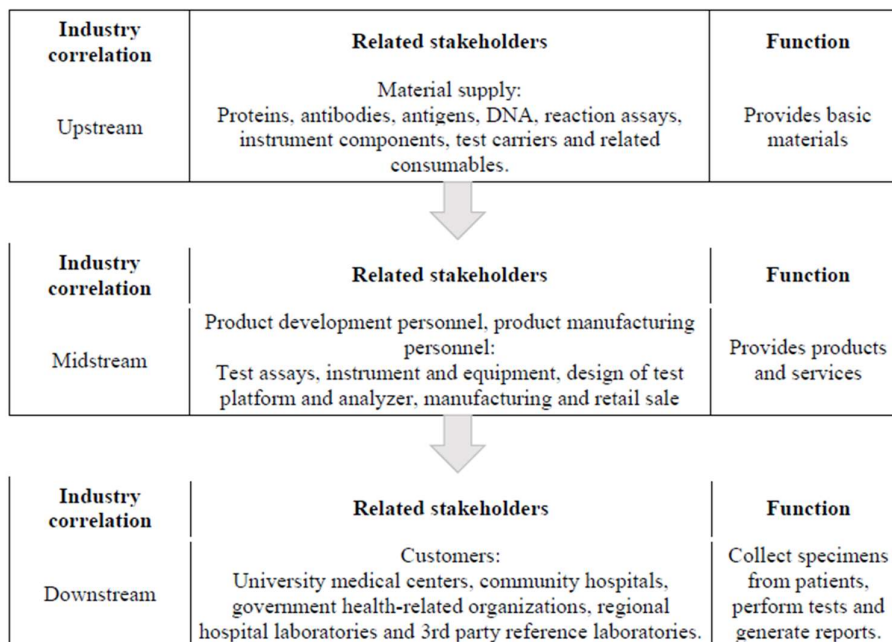 Industry correlation
Related stakeholders
Function
Upstream
Material supply:
Proteins, antibodies, antigens, DNA, reaction assays,
instrument components, test carriers and related
consumables.
Provides basic
materials
Industry
correlation
Related stakeholders
Function
Midstream
Product development personnel, product manufacturing
personnel:
Test assays, instrument and equipment, design of test
platform and analyzer, manufacturing and retail sale
Provides products
and services
Industry
correlation
Related stakeholders
Function
Downstream
Customers:
University medical centers, community hospitals,
government health-related organizations, regional
hospital laboratories and 3rd party reference laboratories.
Collect specimens
from patients,
perform tests and
generate reports.